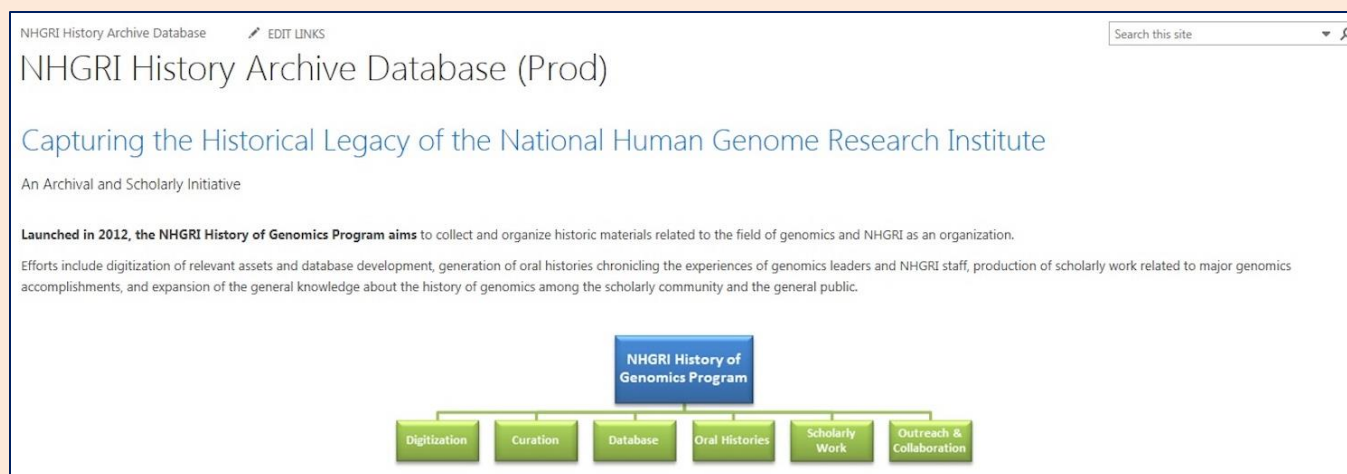 NHGRI History Archive Database EDIT LINKS Search this site
NHGRI History Archive Database (Prod)
Capturing the Historical Legacy of the National Human Genome Research Institute
An Archival and Scholarly Initiative
Launched in 2012, the NHGRI History of Genomics Program aims to collect and organize historic materials related to the field of genomics and NHGRI as an organization.
Efforts include digitization of relevant assets and database development, generation of oral histories chronicling the experiences of genomics leaders and NHGRI staff, production of scholarly work related to major genomics
accomplishments, and expansion of the general knowledge about the history of genomics among the scholarly community and the general public.
NHGRI History of
Genomics Program
Digitization
Curation
Database
Oral Histories
Scholarly
Work
Outreach &
Collaboration